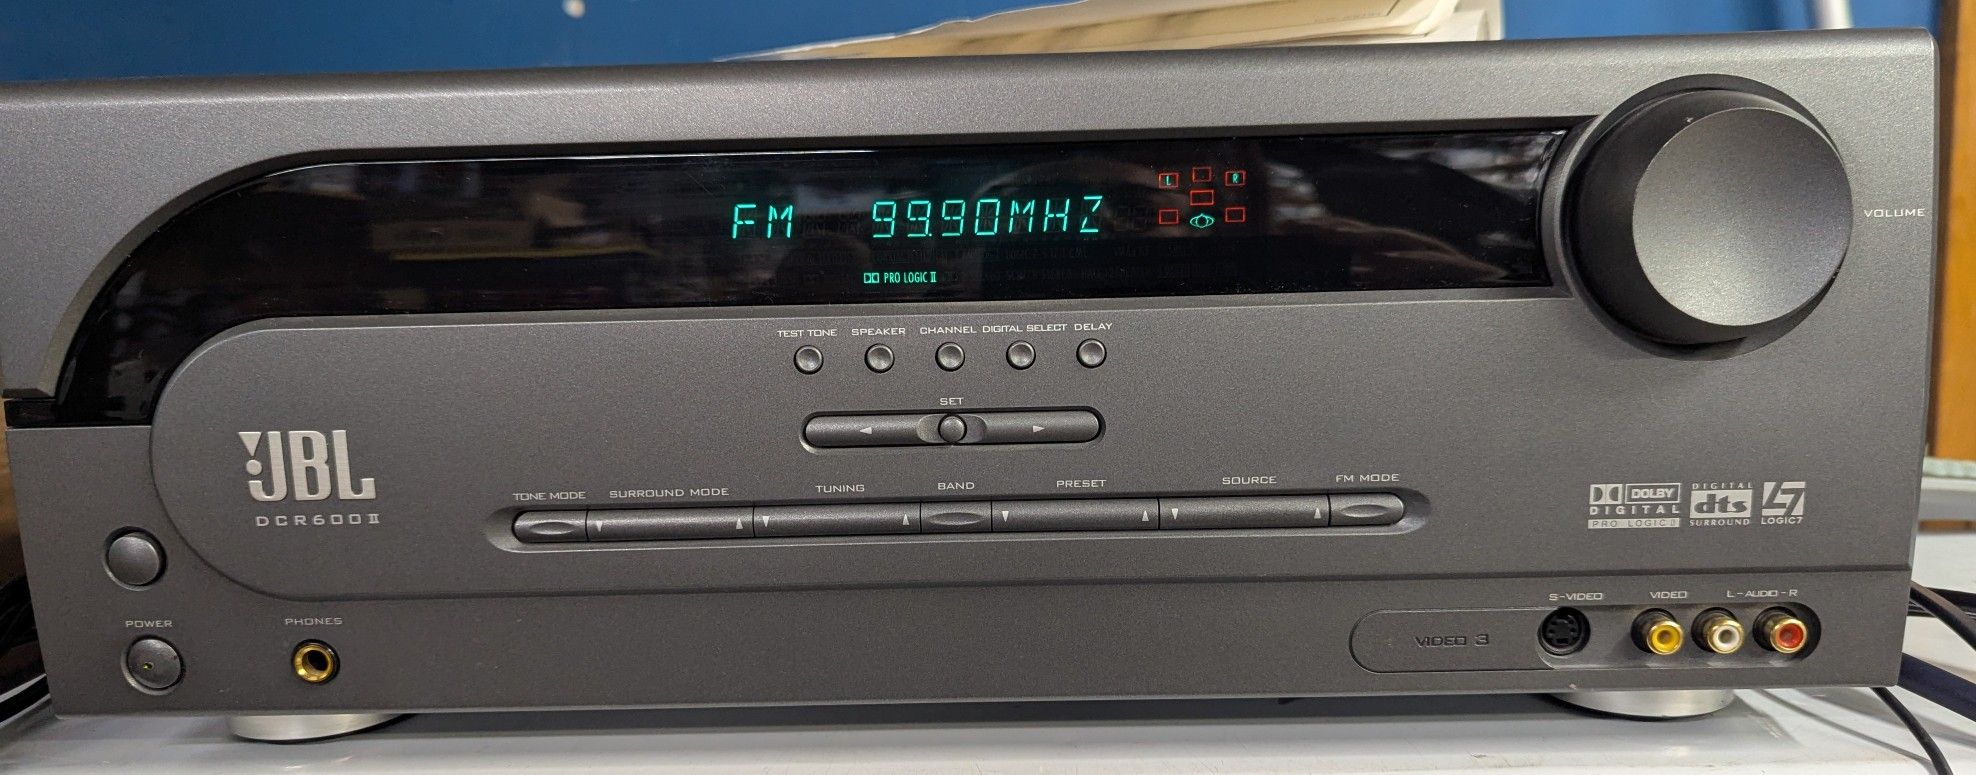 FM 99.90MHZ
L R
PRO LOGIC II
VOLUME
TEST TONE SPEAKER CHANNEL DIGITAL SELECT DELAY
SET
JBL
DCR600II
TONE MODE SURROUND MODE TUNING BAND PRESET SOURCE FM MODE
DOLBY
DIGITAL
PRO LOGIC II
DIGITAL
dts
SURROUND
L7
LOGIC7
POWER
PHONES
VIDEO 3
S-VIDEO VIDEO L-AUDIO-R